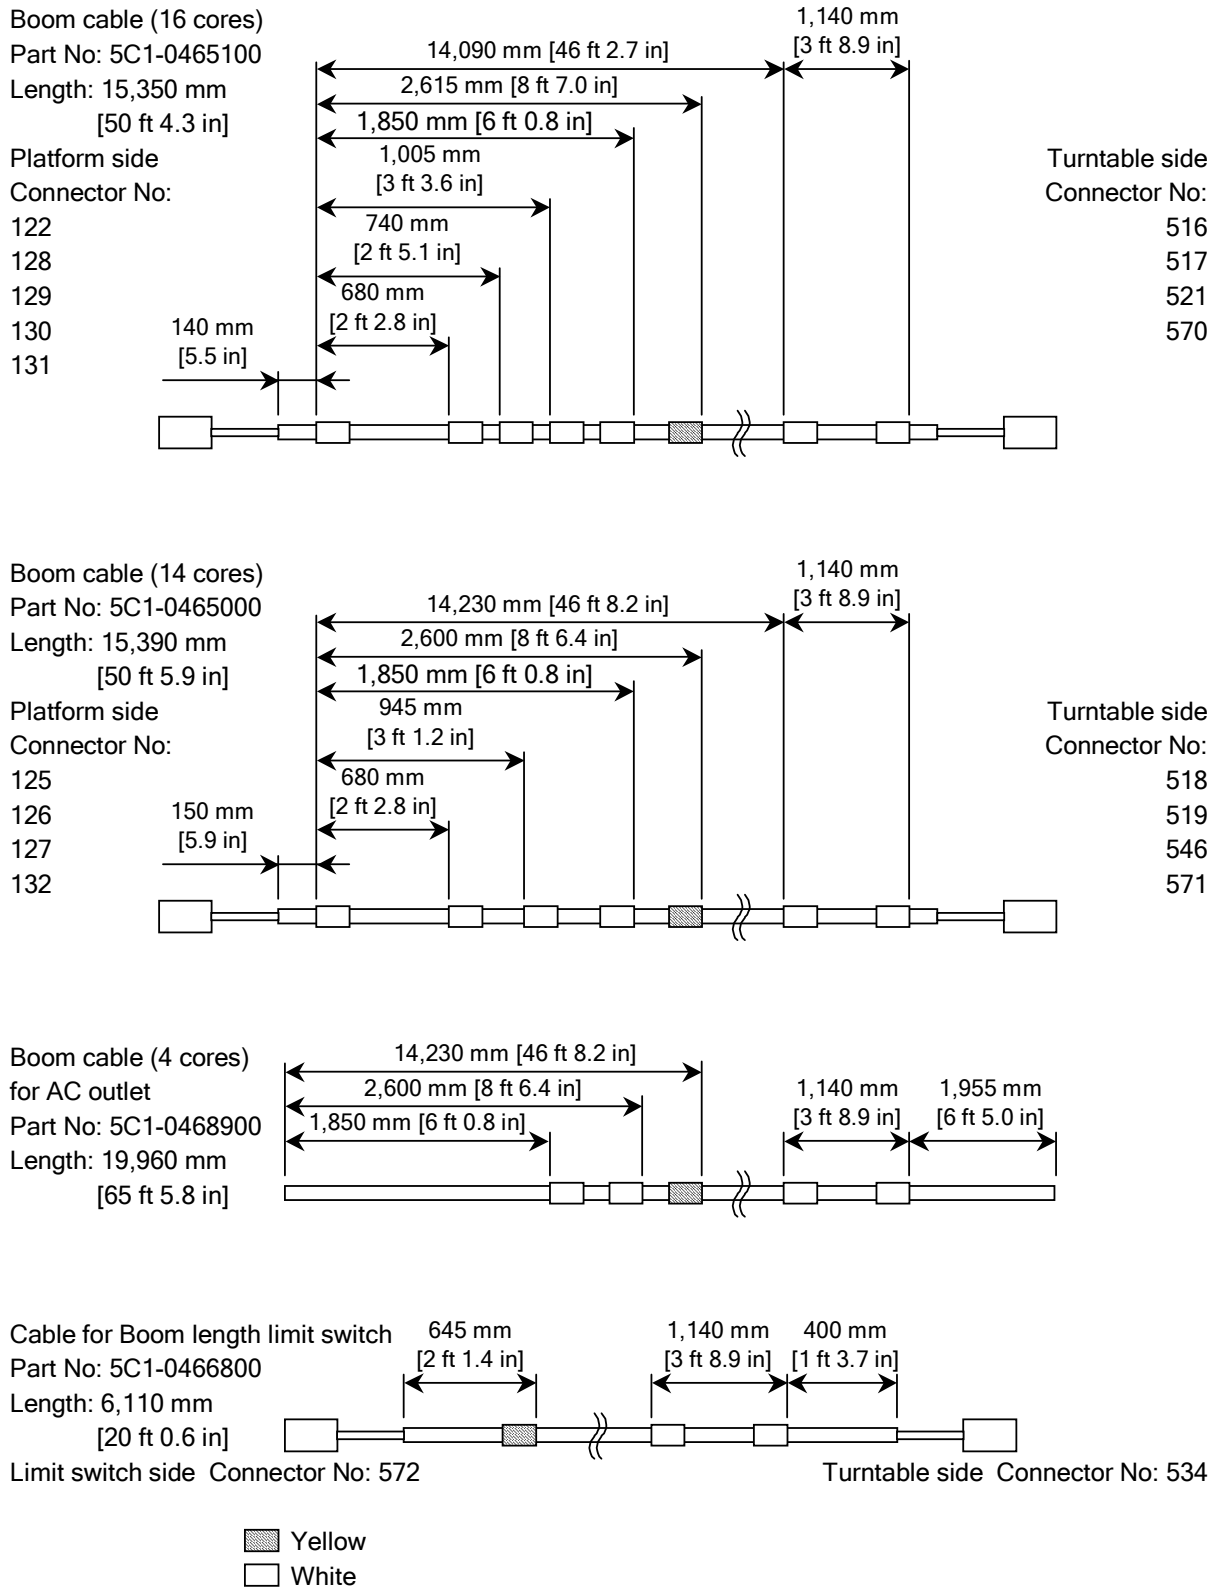 Boom cable (16 cores)
Part No: 5C1-0465100
Length: 15,350 mm
[50 ft 4.3 in]
Platform side
Connector No:
122
128
129
130
131
1,140 mm
[3 ft 8.9 in]
14,090 mm [46 ft 2.7 in]
2,615 mm [8 ft 7.0 in]
1,850 mm [6 ft 0.8 in]
1,005 mm
[3 ft 3.6 in]
740 mm
[2 ft 5.1 in]
680 mm
[2 ft 2.8 in]
140 mm
[5.5 in]
Turntable side
Connector No:
516
517
521
570
Boom cable (14 cores)
Part No: 5C1-0465000
Length: 15,390 mm
[50 ft 5.9 in]
Platform side
Connector No:
125
126
127
132
1,140 mm
[3 ft 8.9 in]
14,230 mm [46 ft 8.2 in]
2,600 mm [8 ft 6.4 in]
1,850 mm [6 ft 0.8 in]
945 mm
[3 ft 1.2 in]
680 mm
[2 ft 2.8 in]
150 mm
[5.9 in]
Turntable side
Connector No:
518
519
546
571
Boom cable (4 cores)
for AC outlet
Part No: 5C1-0468900
Length: 19,960 mm
[65 ft 5.8 in]
14,230 mm [46 ft 8.2 in]
2,600 mm [8 ft 6.4 in]
1,850 mm [6 ft 0.8 in]
1,140 mm
[3 ft 8.9 in]
1,955 mm
[6 ft 5.0 in]
Cable for Boom length limit switch
Part No: 5C1-0466800
Length: 6,110 mm
[20 ft 0.6 in]
645 mm
[2 ft 1.4 in]
1,140 mm
[3 ft 8.9 in]
400 mm
[1 ft 3.7 in]
Limit switch side Connector No: 572
Turntable side Connector No: 534
Yellow
White